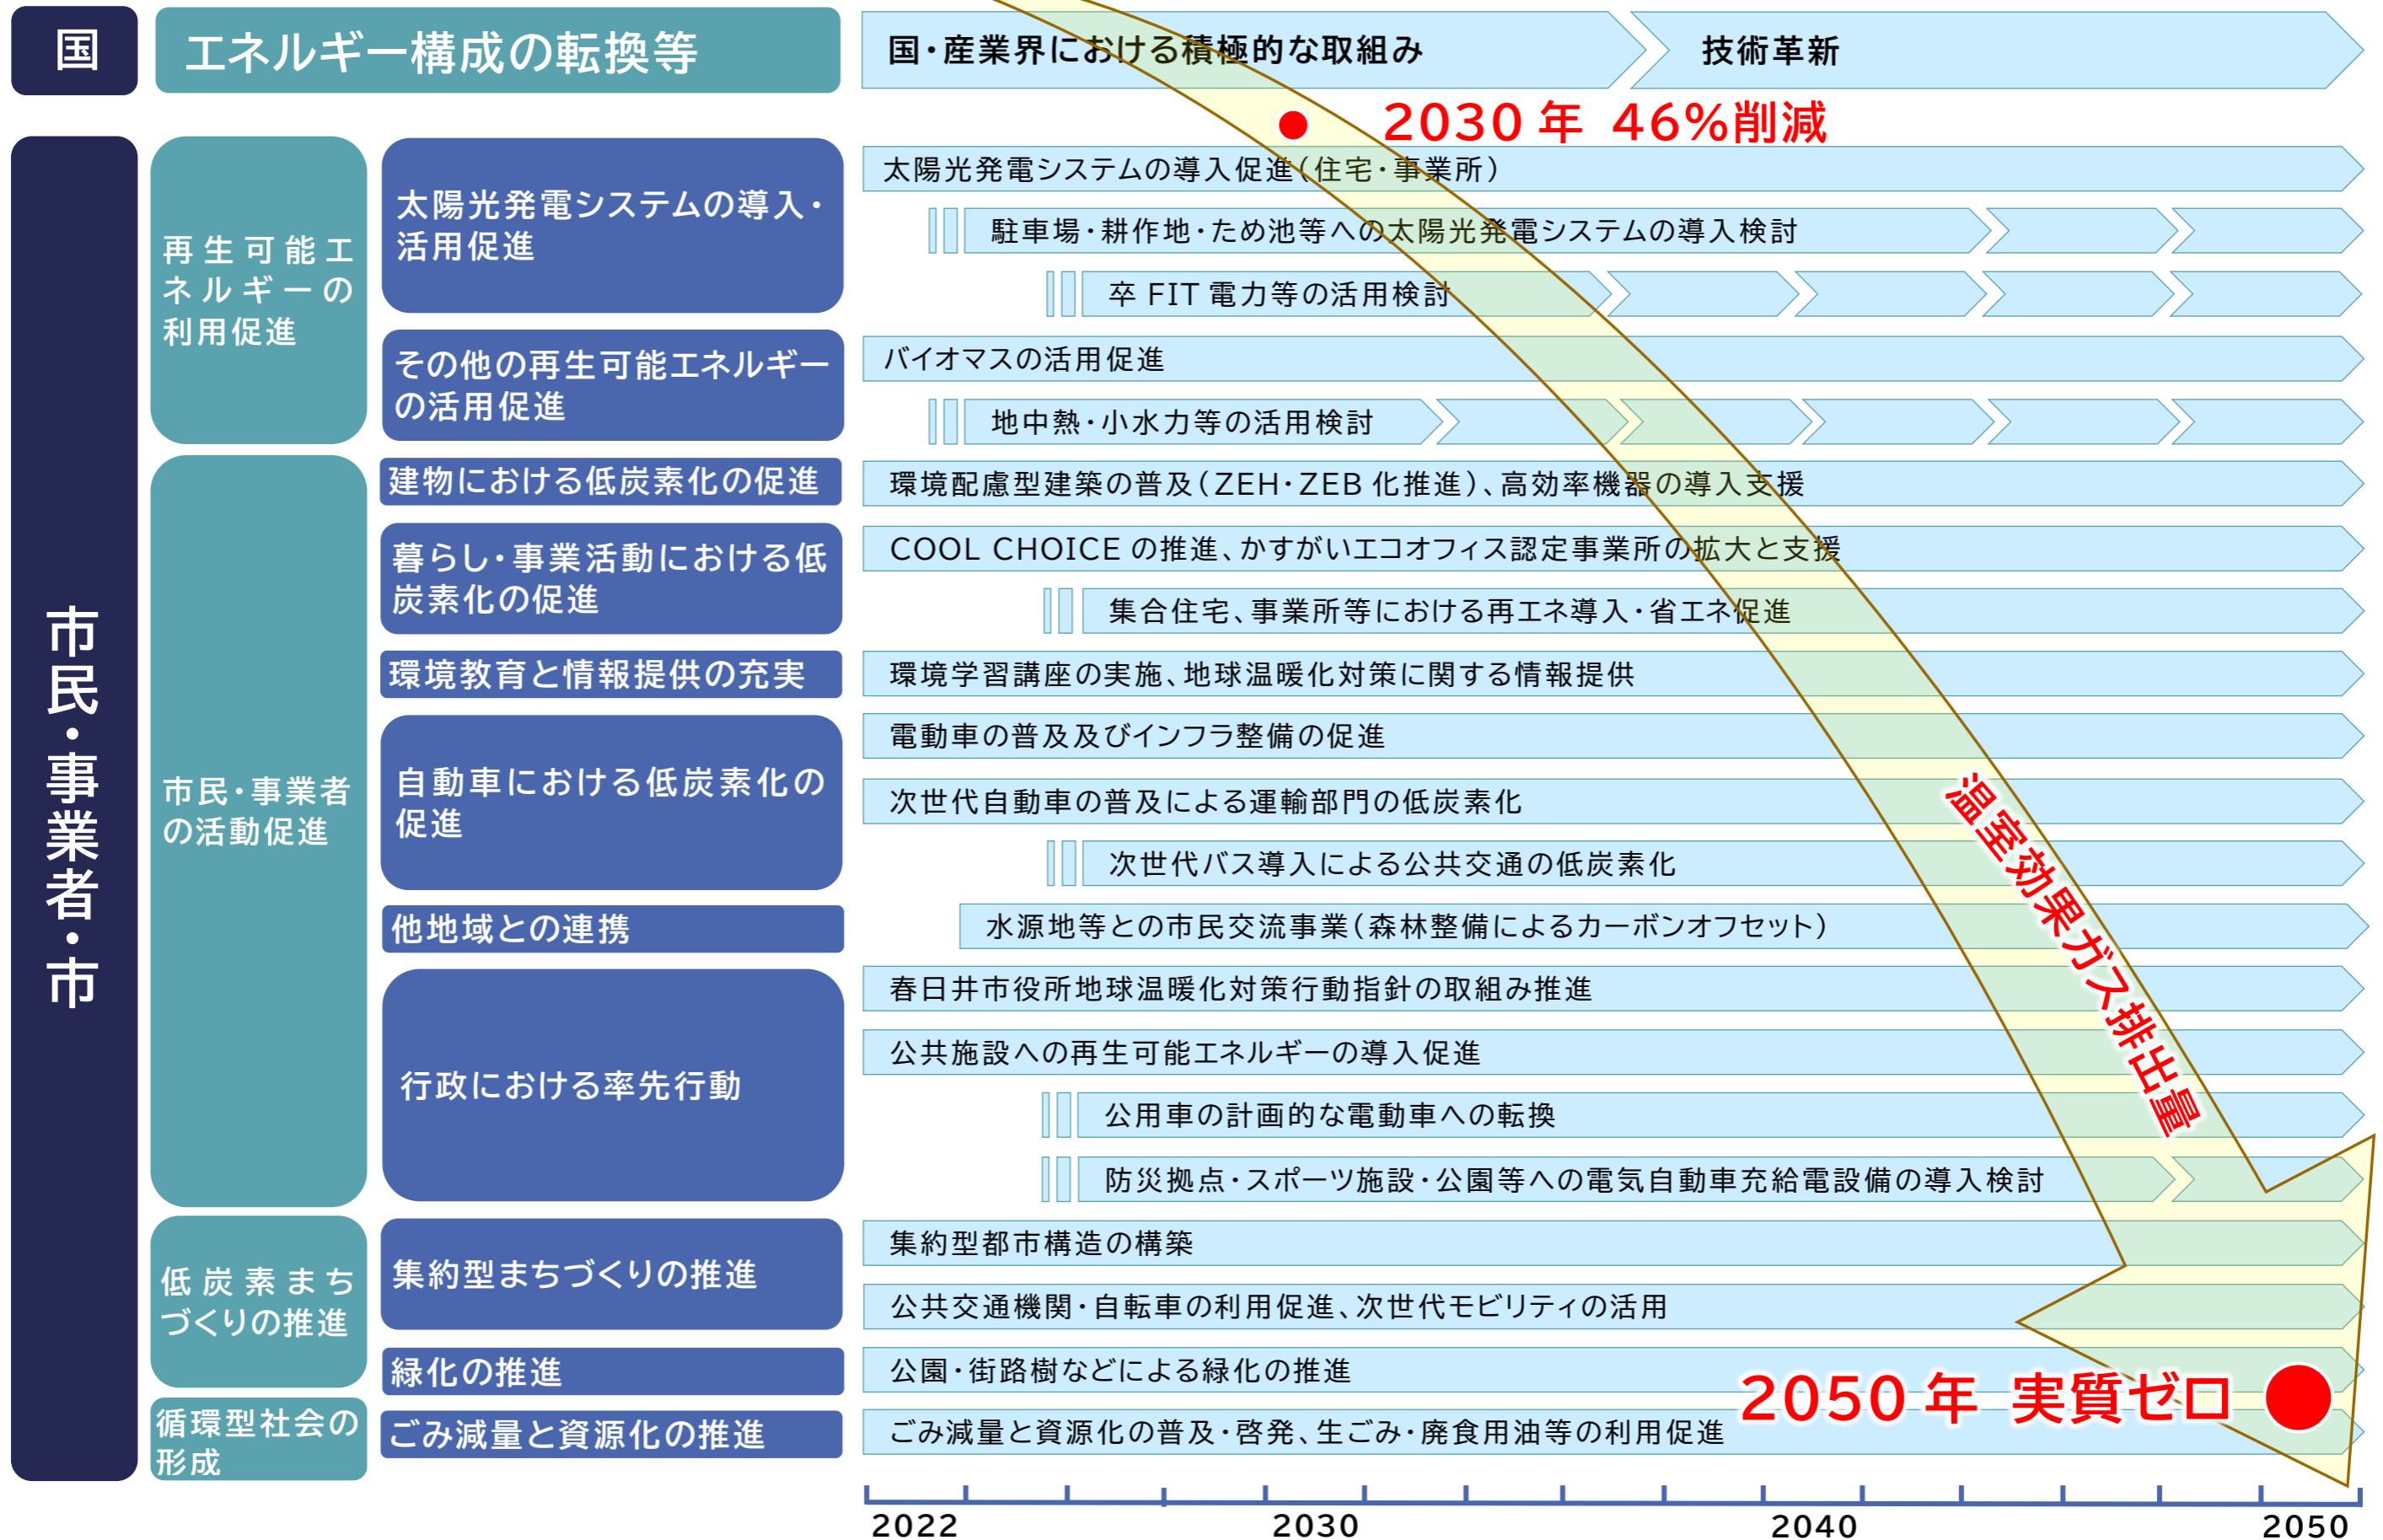 国
エネルギー構成の転換等
国・産業界における積極的な取組み
技術革新
2030年 46%削減
市民・事業者・市
再生可能エ
ネルギーの
利用促進
太陽光発電システムの導入・
活用促進
太陽光発電システムの導入促進(住宅・事業所)
駐車場・耕作地・ため池等への太陽光発電システムの導入検討
卒FIT電力等の活用検討
その他の再生可能エネルギー
の活用促進
バイオマスの活用促進
地中熱・小水力等の活用検討
市民・事業者
の活動促進
建物における低炭素化の促進
環境配慮型建築の普及(ZEH・ZEB化推進)、高効率機器の導入支援
暮らし・事業活動における低
炭素化の促進
COOL CHOICEの推進、かすがいエコオフィス認定事業所の拡大と支援
集合住宅、事業所等における再エネ導入・省エネ促進
環境教育と情報提供の充実
環境学習講座の実施、地球温暖化対策に関する情報提供
自動車における低炭素化の
促進
電動車の普及及びインフラ整備の促進
次世代自動車の普及による運輸部門の低炭素化
次世代バス導入による公共交通の低炭素化
温室効果ガス排出量
他地域との連携
水源地等との市民交流事業(森林整備によるカーボンオフセット)
行政における率先行動
春日井市役所地球温暖化対策行動指針の取組み推進
公共施設への再生可能エネルギーの導入促進
公用車の計画的な電動車への転換
防災拠点・スポーツ施設・公園等への電気自動車充給電設備の導入検討
低炭素まち
づくりの推進
集約型まちづくりの推進
集約型都市構造の構築
公共交通機関・自転車の利用促進、次世代モビリティの活用
緑化の推進
公園・街路樹などによる緑化の推進
2050年 実質ゼロ
循環型社会の
形成
ごみ減量と資源化の推進
ごみ減量と資源化の普及・啓発、生ごみ・廃食用油等の利用促進
2022
2030
2040
2050